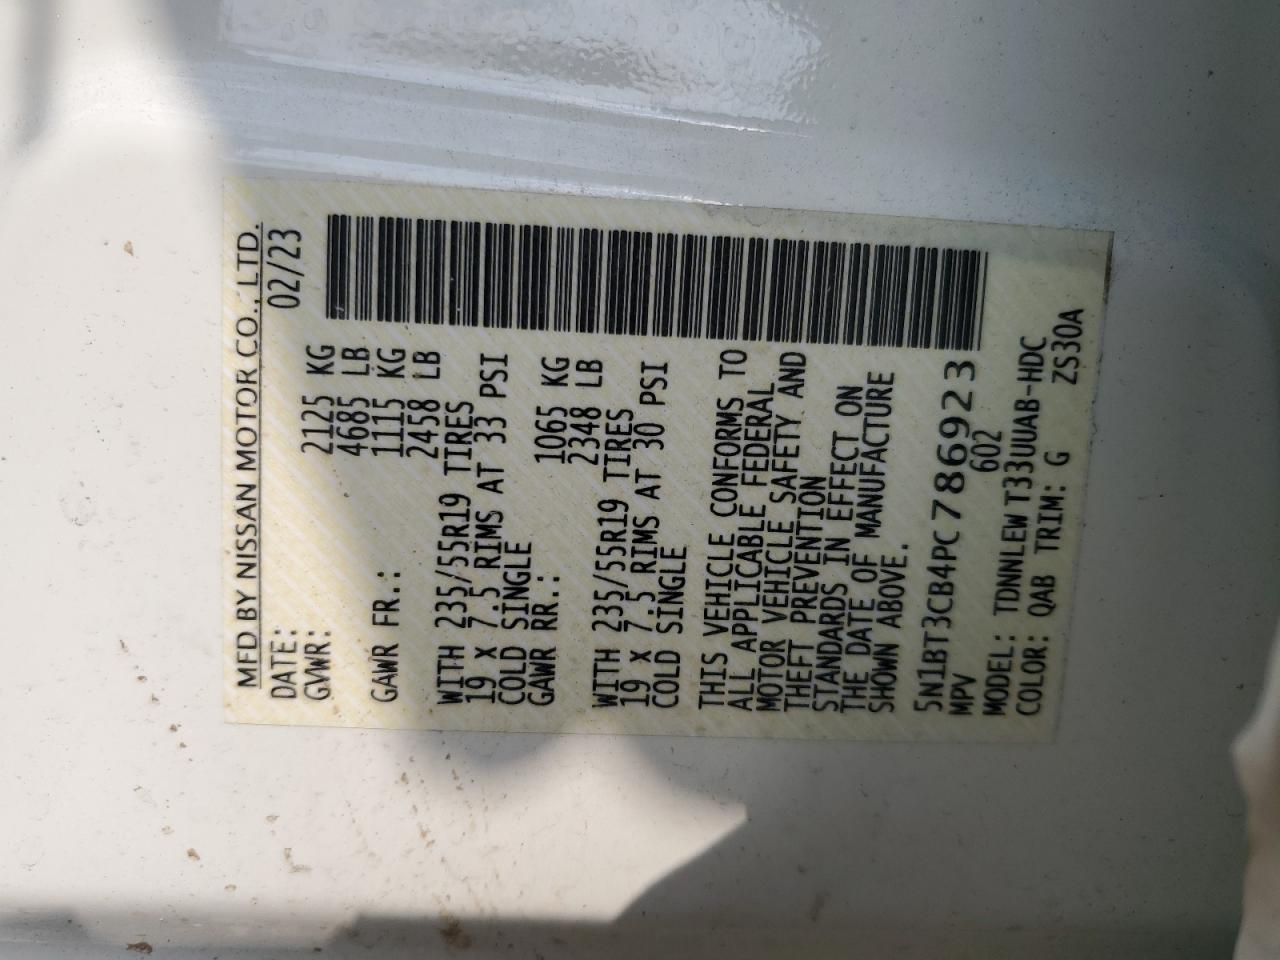 MFD BY NISSAN MOTOR CO., LTD.
DATE: 02/23
GVWR: 2125 KG
4685 LB
GAWR FR.: 1115 KG
2458 LB
WITH 235/55R19 TIRES
19 X 7.5 RIMS AT 33 PSI
COLD SINGLE
GAWR RR.: 1065 KG
2348 LB
WITH 235/55R19 TIRES
19 X 7.5 RIMS AT 30 PSI
COLD SINGLE
THIS VEHICLE CONFORMS TO
ALL APPLICABLE FEDERAL
MOTOR VEHICLE SAFETY AND
THEFT PREVENTION
STANDARDS IN EFFECT ON
THE DATE OF MANUFACTURE
SHOWN ABOVE.
5N1BT3CB4PC786923
MPV 602
MODEL: TDNNLEW T33UUAB-HDC
COLOR: QAB TRIM: G ZS30A